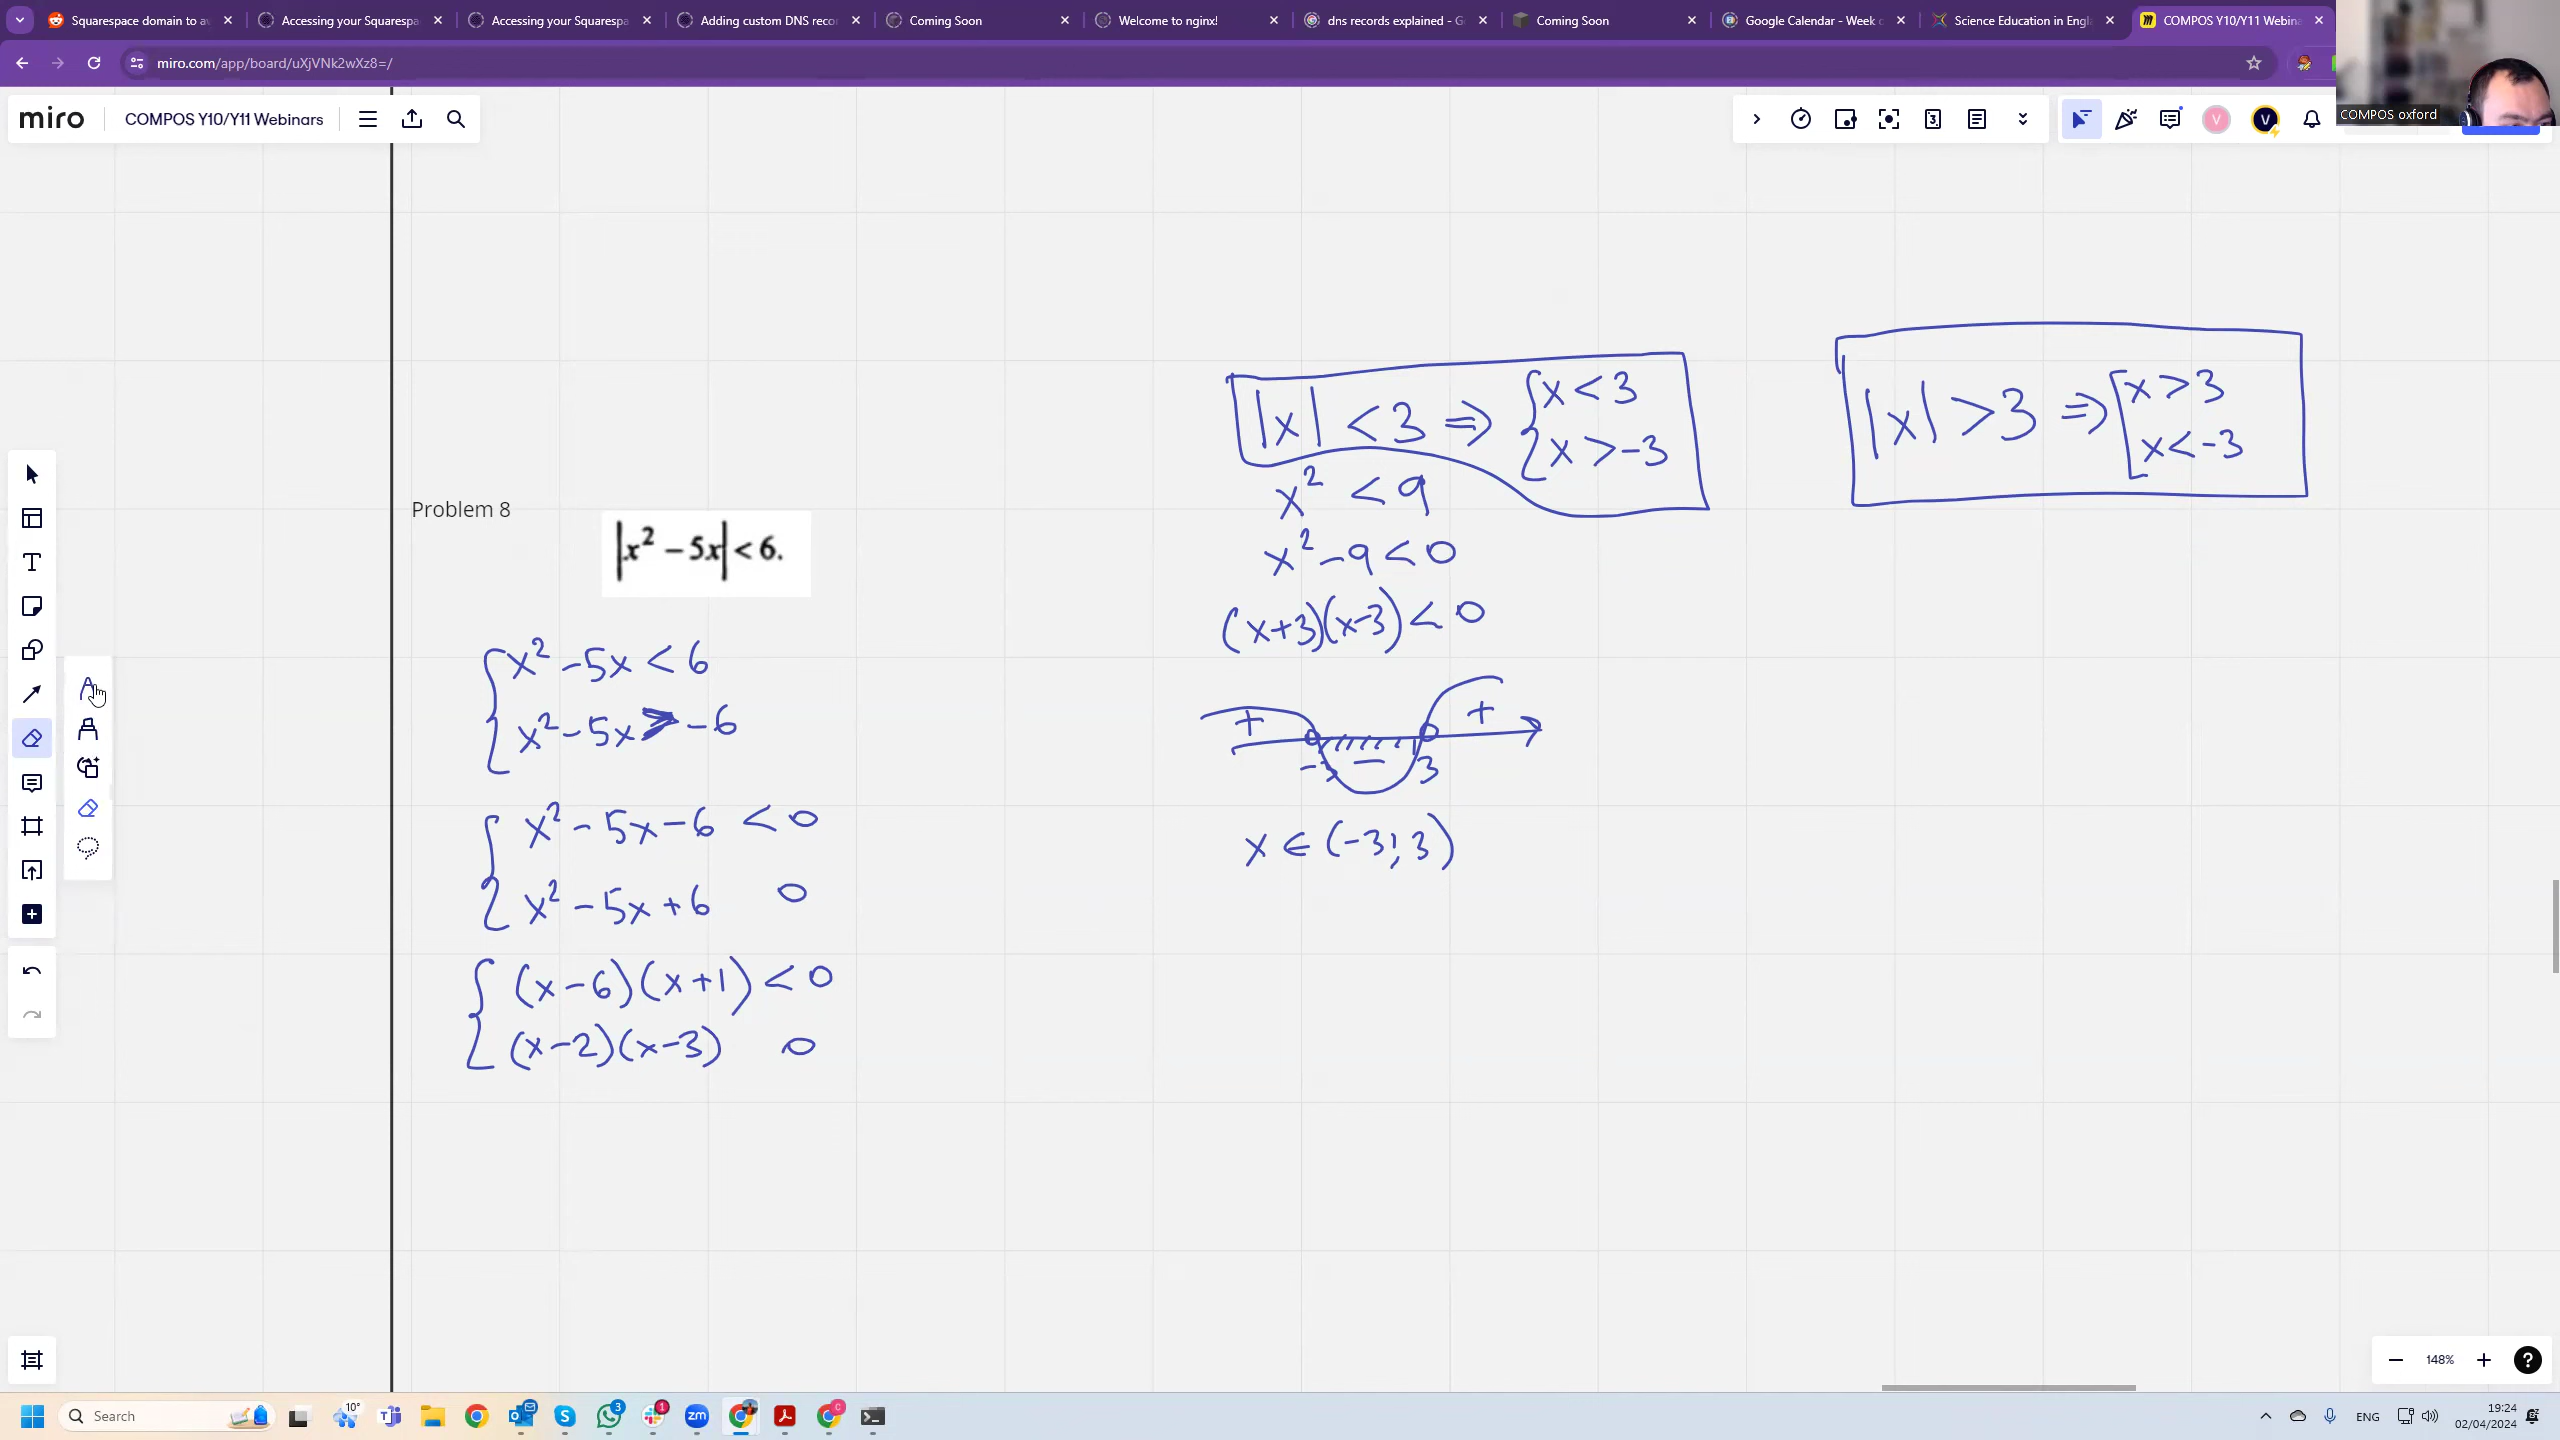 Squarespace domain to a
Accessing your Squarespa
Accessing your Squarespa
Adding custom DNS recor
Coming Soon
Welcome to nginx!
dns records explained - G
Coming Soon
Google Calendar - Week
Science Education in Engl
COMPOS Y10/Y11 Webina
miro.com/app/board/uXjVNk2wXz8=/
miro
COMPOS Y10/Y11 Webinars
COMPOS oxford
V
V
|x| < 3 ⇒ { x < 3
x > -3
|x| > 3 ⇒ [ x > 3
x < -3
x² < 9
x² - 9 < 0
(x+3)(x-3) < 0
+ +
-3 — 3
x ∈ (-3; 3)
Problem 8
|x² - 5x| < 6.
{ x² - 5x < 6
x² - 5x > -6
{ x² - 5x - 6 < 0
x² - 5x + 6 0
{ (x-6)(x+1) < 0
(x-2)(x-3) 0
148%
Search
10°
3
1
zm
ENG
19:24
02/04/2024